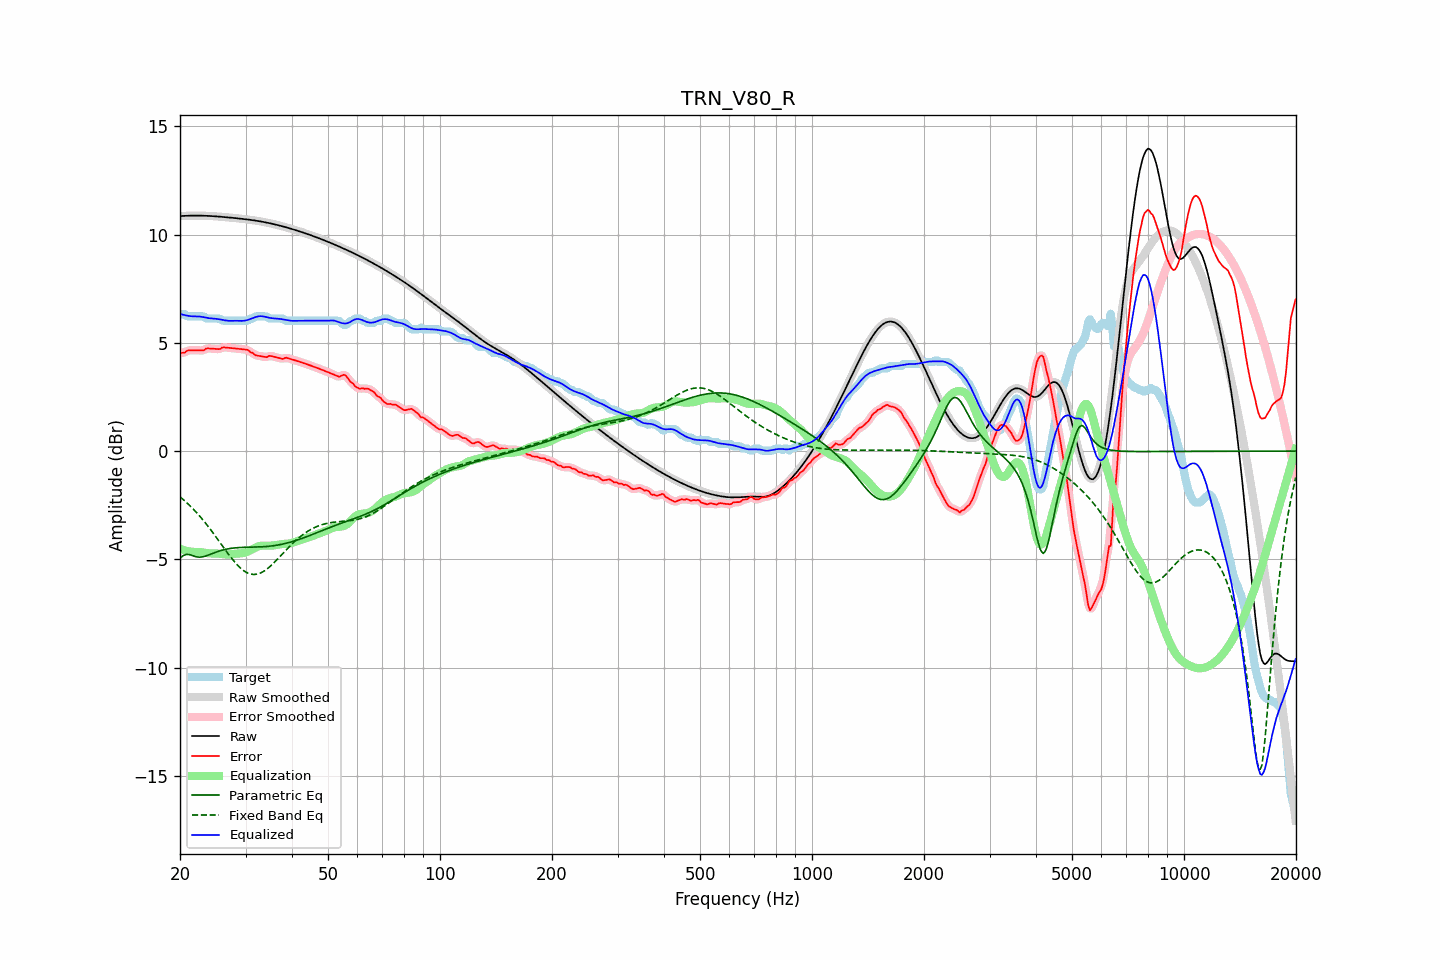 TRN_V80_R
Amplitude (dBr)
15
10
5
0
−5
−10
−15
Target
Raw Smoothed
Error Smoothed
Raw
Error
Equalization
Parametric Eq
Fixed Band Eq
Equalized
20 50 100 200 500 1000 2000 5000 10000 20000
Frequency (Hz)